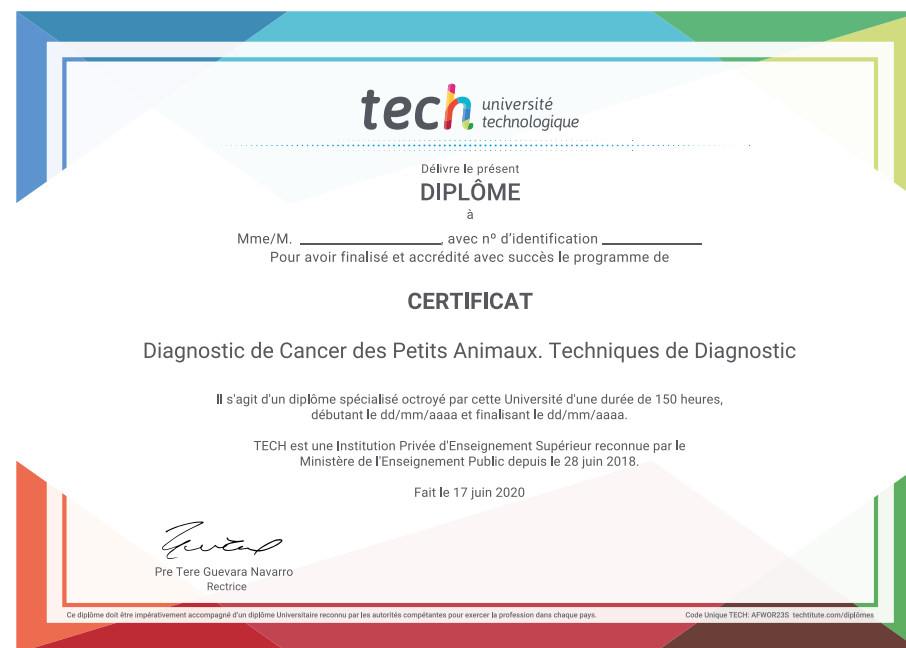 tech université
technologique
Délivre le présent
DIPLÔME
à
Mme/M. ____________________, avec nº d'identification ______________
Pour avoir finalisé et accrédité avec succès le programme de
CERTIFICAT
Diagnostic de Cancer des Petits Animaux. Techniques de Diagnostic
Il s'agit d'un diplôme spécialisé octroyé par cette Université d'une durée de 150 heures,
débutant le dd/mm/aaaa et finalisant le dd/mm/aaaa.
TECH est une Institution Privée d'Enseignement Supérieur reconnue par le
Ministère de l'Enseignement Public depuis le 28 juin 2018.
Fait le 17 juin 2020
Pre Tere Guevara Navarro
Rectrice
Ce diplôme doit être impérativement accompagné d'un diplôme Universitaire reconnu par les autorités compétentes pour exercer la profession dans chaque pays.
Code Unique TECH: AFWOR23S techtitute.com/diplômes